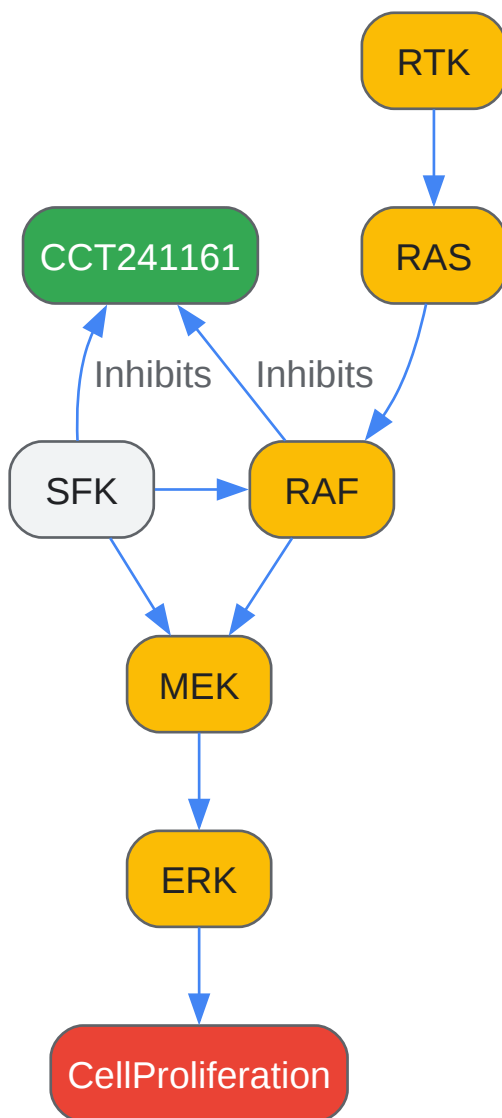 RTK
CCT241161
RAS
Inhibits
Inhibits
SFK
RAF
MEK
ERK
CellProliferation